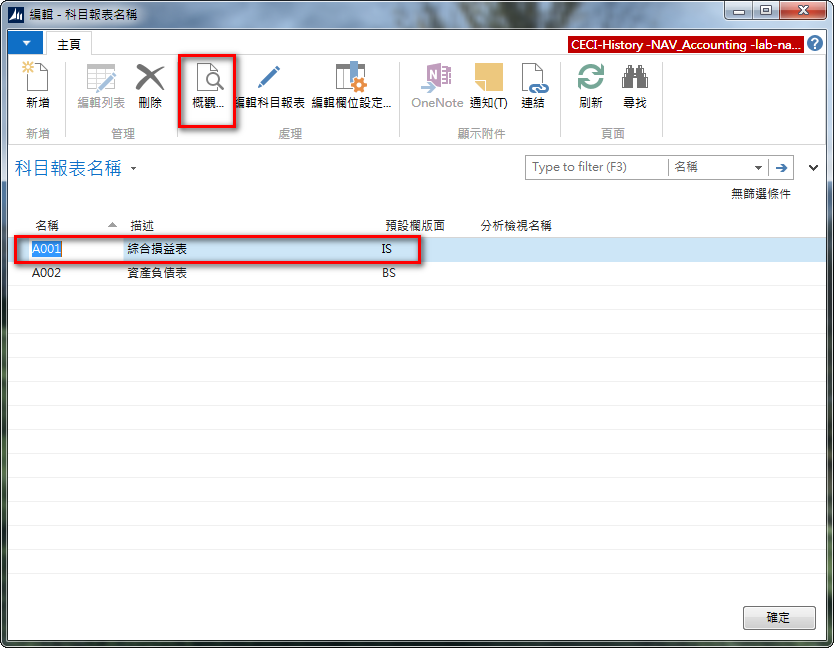 編輯 - 科目報表名稱
主頁
CECI-History -NAV_Accounting -lab-na...
新增 編輯列表 刪除 概觀... 編輯科目報表 編輯欄位設定... OneNote 通知(T) 連結 刷新 尋找
新增 管理 處理 顯示附件 頁面
科目報表名稱 Type to filter (F3) 名稱
無篩選條件
名稱 描述 預設欄版面 分析檢視名稱
A001 綜合損益表 IS
A002 資產負債表 BS
確定